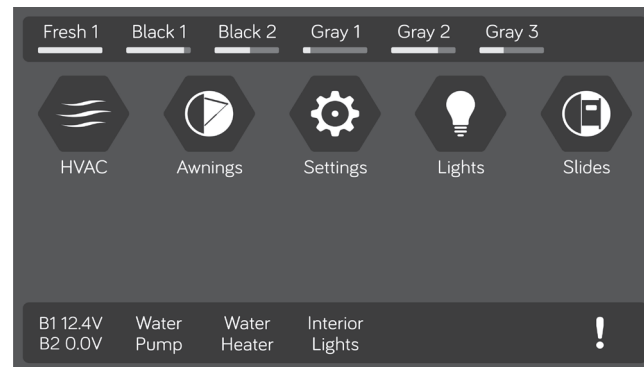 Fresh 1 Black 1 Black 2 Gray 1 Gray 2 Gray 3
HVAC Awnings Settings Lights Slides
B1 12.4V Water Water Interior
B2 0.0V Pump Heater Lights
!